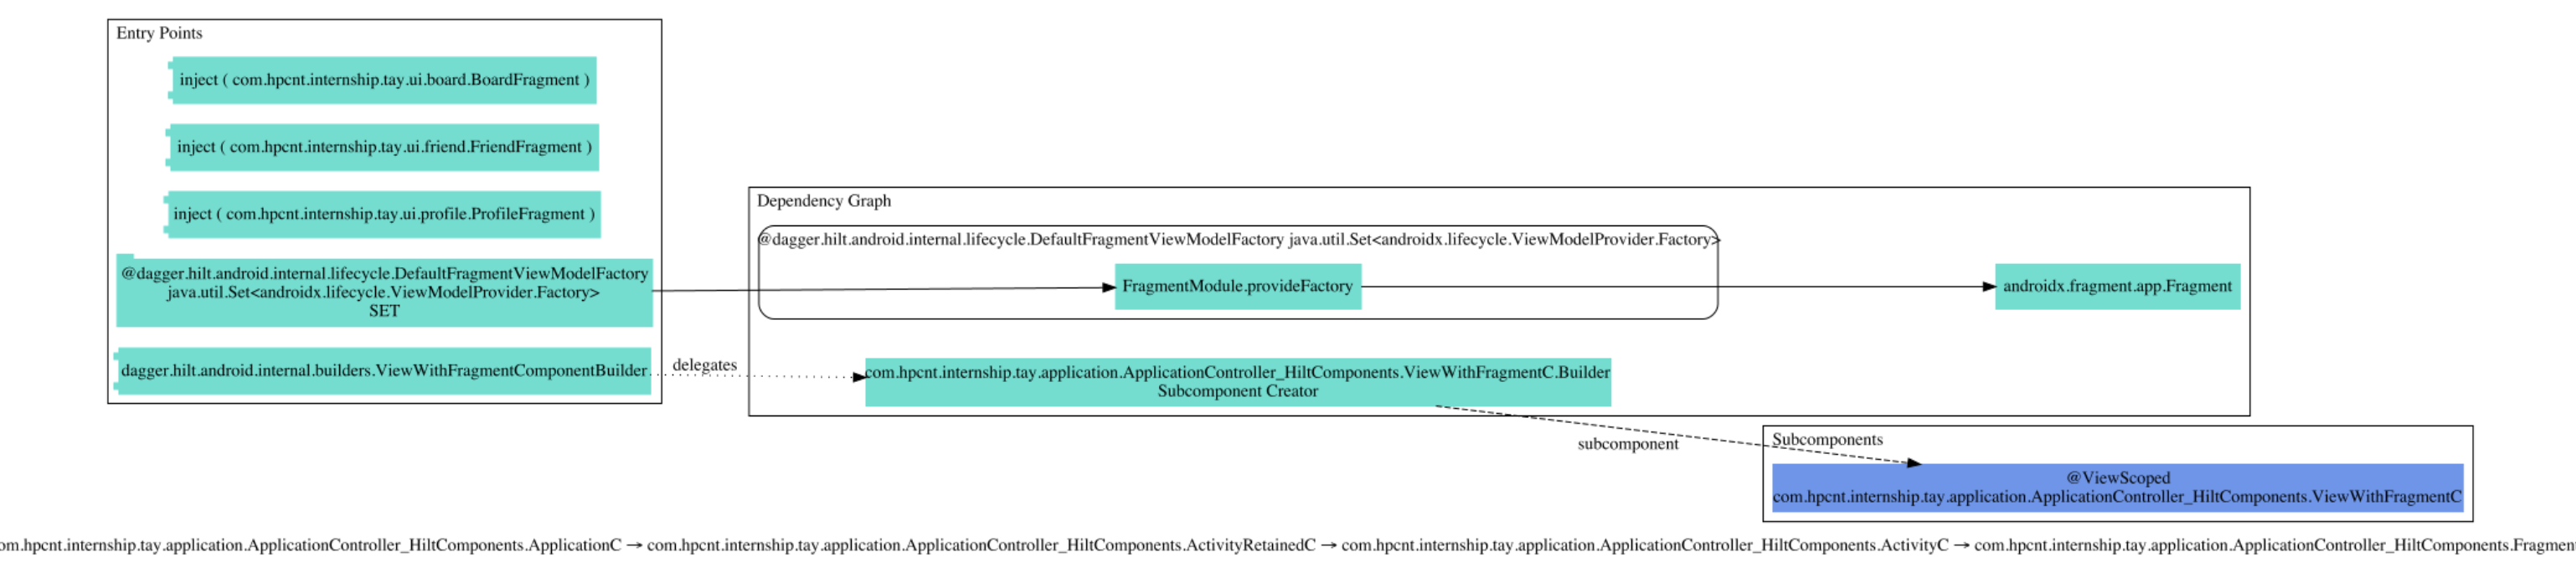 Entry Points
inject ( com.hpcnt.internship.tay.ui.board.BoardFragment )
inject ( com.hpcnt.internship.tay.ui.friend.FriendFragment )
inject ( com.hpcnt.internship.tay.ui.profile.ProfileFragment )
@dagger.hilt.android.internal.lifecycle.DefaultFragmentViewModelFactory
java.util.Set<androidx.lifecycle.ViewModelProvider.Factory>
SET
dagger.hilt.android.internal.builders.ViewWithFragmentComponentBuilder
delegates
Dependency Graph
@dagger.hilt.android.internal.lifecycle.DefaultFragmentViewModelFactory java.util.Set<androidx.lifecycle.ViewModelProvider.Factory>
FragmentModule.provideFactory
androidx.fragment.app.Fragment
com.hpcnt.internship.tay.application.ApplicationController_HiltComponents.ViewWithFragmentC.Builder
Subcomponent Creator
subcomponent
Subcomponents
@ViewScoped
com.hpcnt.internship.tay.application.ApplicationController_HiltComponents.ViewWithFragmentC
om.hpcnt.internship.tay.application.ApplicationController_HiltComponents.ApplicationC → com.hpcnt.internship.tay.application.ApplicationController_HiltComponents.ActivityRetainedC → com.hpcnt.internship.tay.application.ApplicationController_HiltComponents.ActivityC → com.hpcnt.internship.tay.application.ApplicationController_HiltComponents.Fragmen